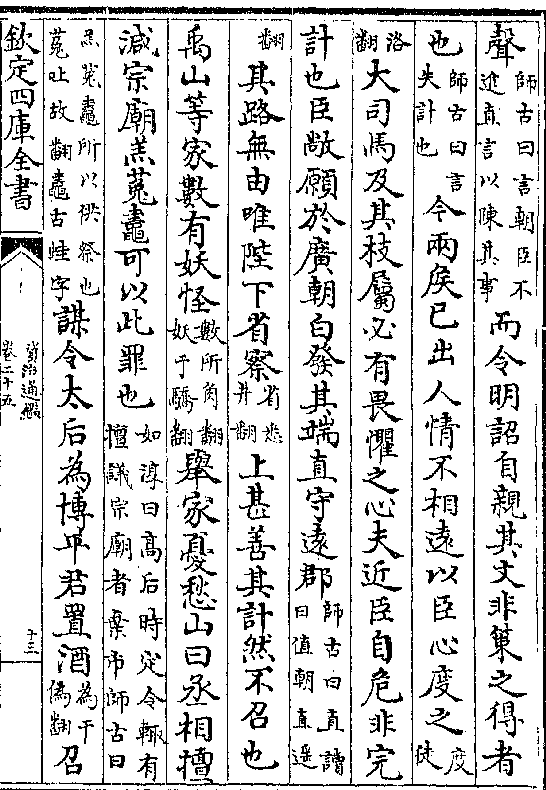 聲師古曰言朝臣不進直言以陳其事而令明詔自親其文非策之得者
也師古曰言失計也今兩侯已出人情不相遠以臣心度之度徒
洛翻大司馬及其枝屬必有畏懼之心夫近臣自危非完
計也臣敞願於廣朝白發其端直守遠郡師古曰直讀曰值朝直遥
翻其路無由唯陛下省察省悉井翻上甚善其計然不召也
禹山等家數有妖怪數所角翻妖于驕翻舉家憂愁山曰丞相擅
減宗廟羔菟鼃可以此罪也如淳曰高后時定令輒有擅議宗廟者棄市師古曰
羔菟鼃所以供祭也菟吐故翻鼃古蛙字謀令太后為博平君置酒為于偽翻召
欽定四庫全書
資治通鑑
卷二十五
十三